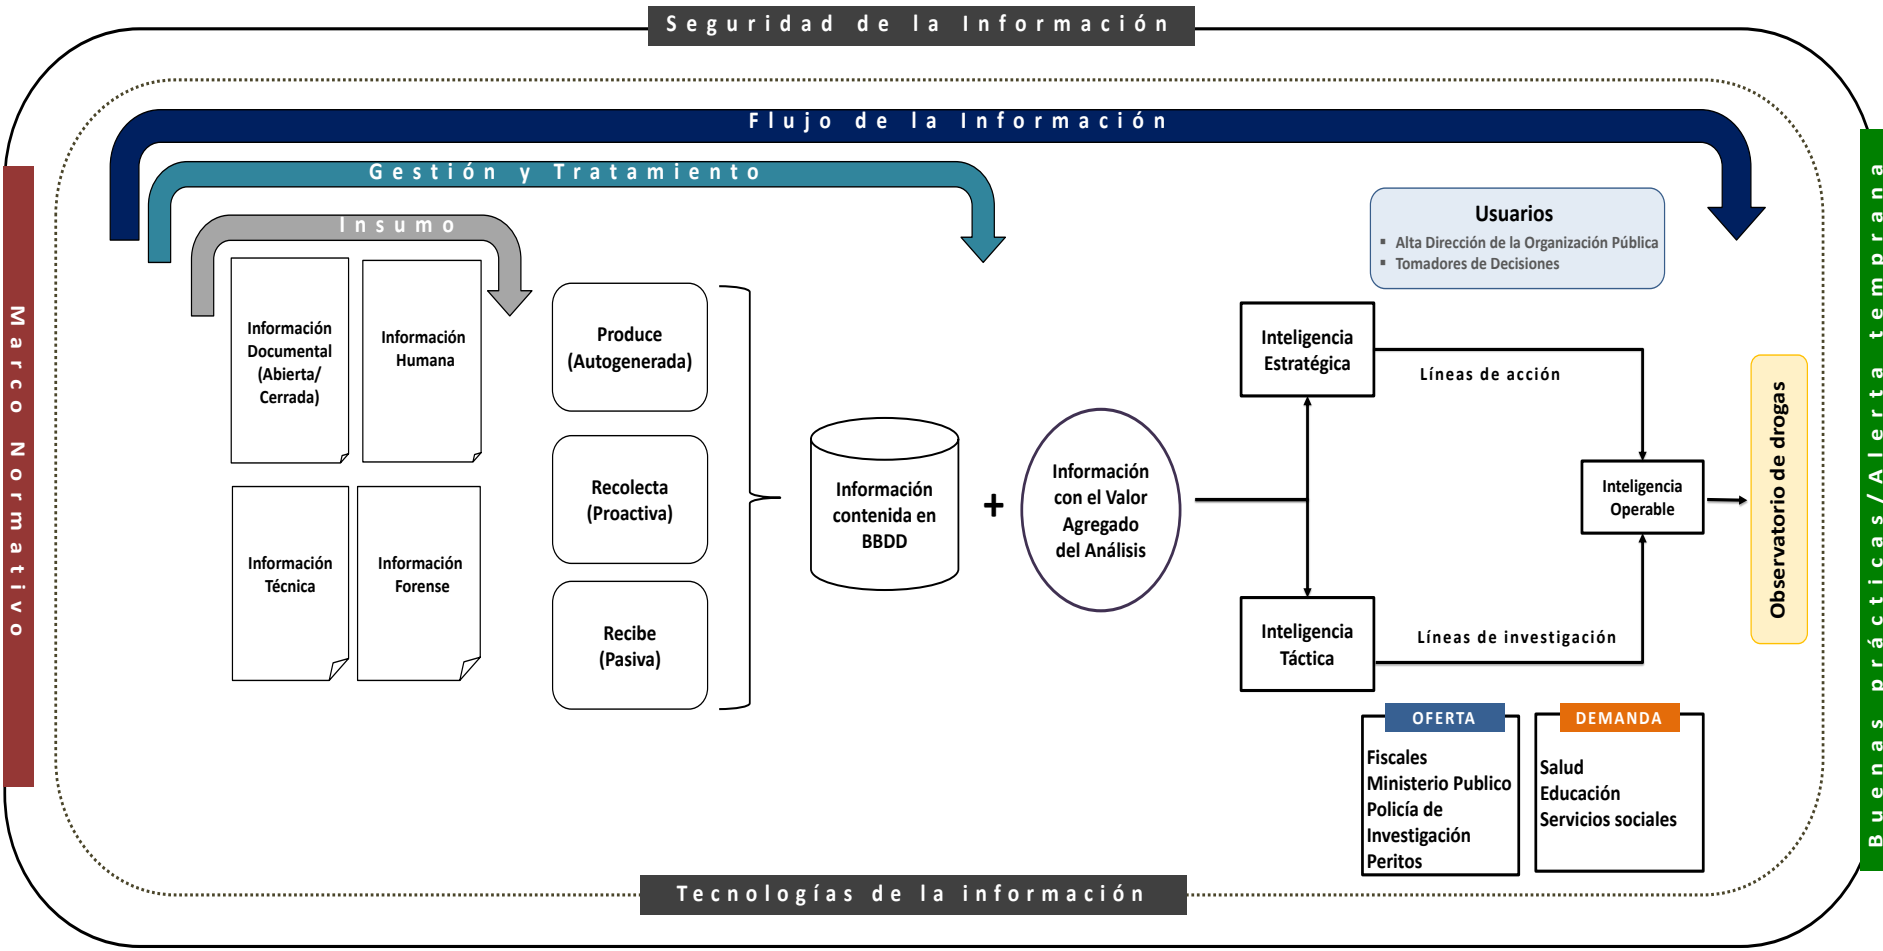 Seguridad de la Información
Flujo de la Información
Gestión y Tratamiento
Insumo
Marco Normativo
Información
Documental
(Abierta/
Cerrada)
Información
Humana
Información
Técnica
Información
Forense
Produce
(Autogenerada)
Recolecta
(Proactiva)
Recibe
(Pasiva)
Información
contenida en
BBDD
+
Información
con el Valor
Agregado
del Análisis
Usuarios
▪ Alta Dirección de la Organización Pública
▪ Tomadores de Decisiones
Inteligencia
Estratégica
Líneas de acción
Inteligencia
Operable
Inteligencia
Táctica
Líneas de investigación
Observatorio de drogas
OFERTA
Fiscales
Ministerio Publico
Policía de
Investigación
Peritos
DEMANDA
Salud
Educación
Servicios sociales
Buenas prácticas/Alerta temprana
Tecnologías de la información